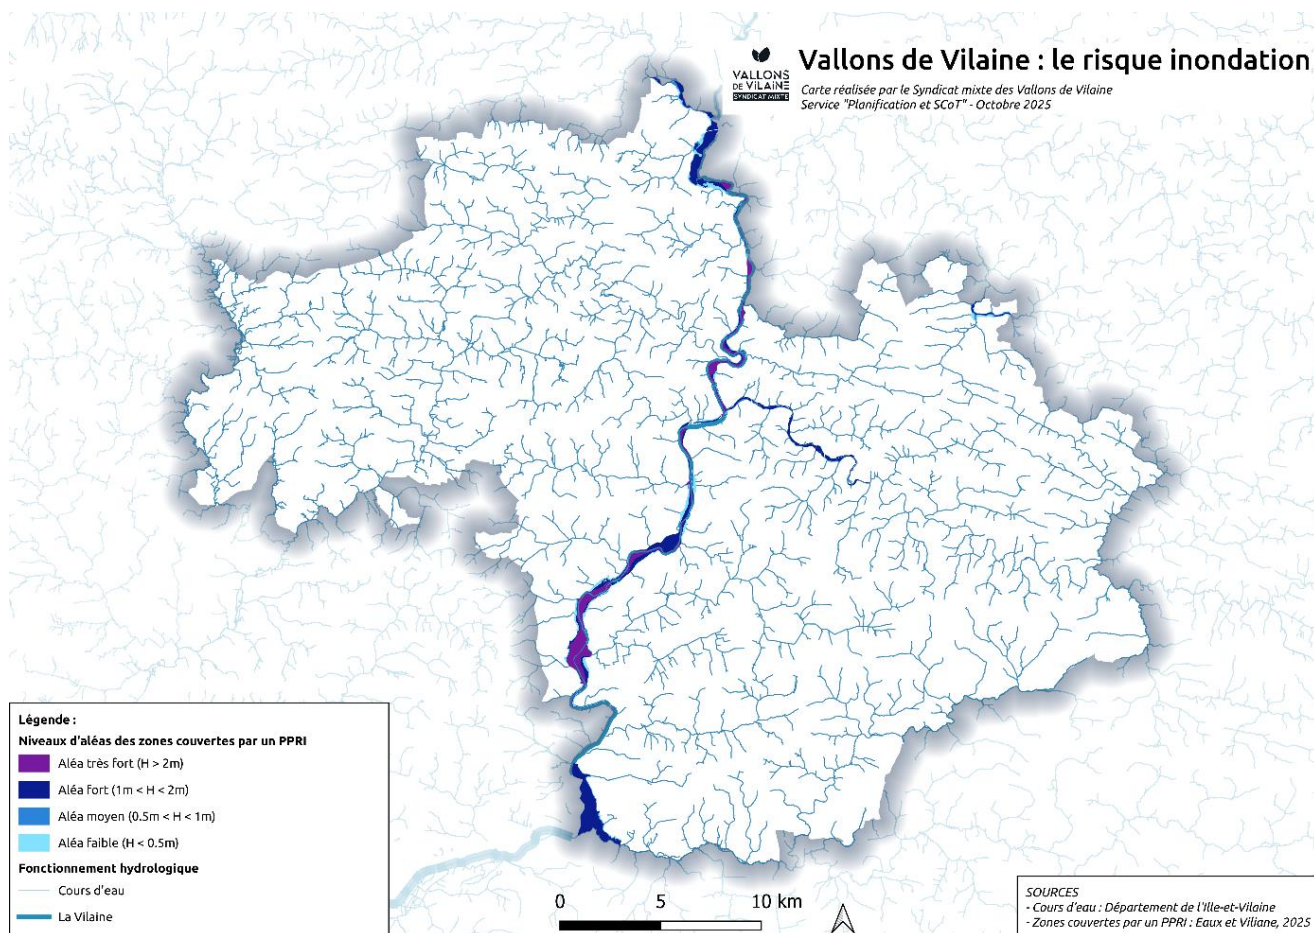 VALLONS
DE VILAINE
SYNDICAT MIXTE
Vallons de Vilaine : le risque inondation
Carte réalisée par le Syndicat mixte des Vallons de Vilaine
Service "Planification et SCoT" - Octobre 2025
Légende :
Niveaux d'aléas des zones couvertes par un PPRI
Aléa très fort (H > 2m)
Aléa fort (1m < H < 2m)
Aléa moyen (0.5m < H < 1m)
Aléa faible (H < 0.5m)
Fonctionnement hydrologique
Cours d'eau
La Vilaine
0 5 10 km
SOURCES
- Cours d'eau : Département de l'Ille-et-Vilaine
- Zones couvertes par un PPRI : Eaux et Viliane, 2025